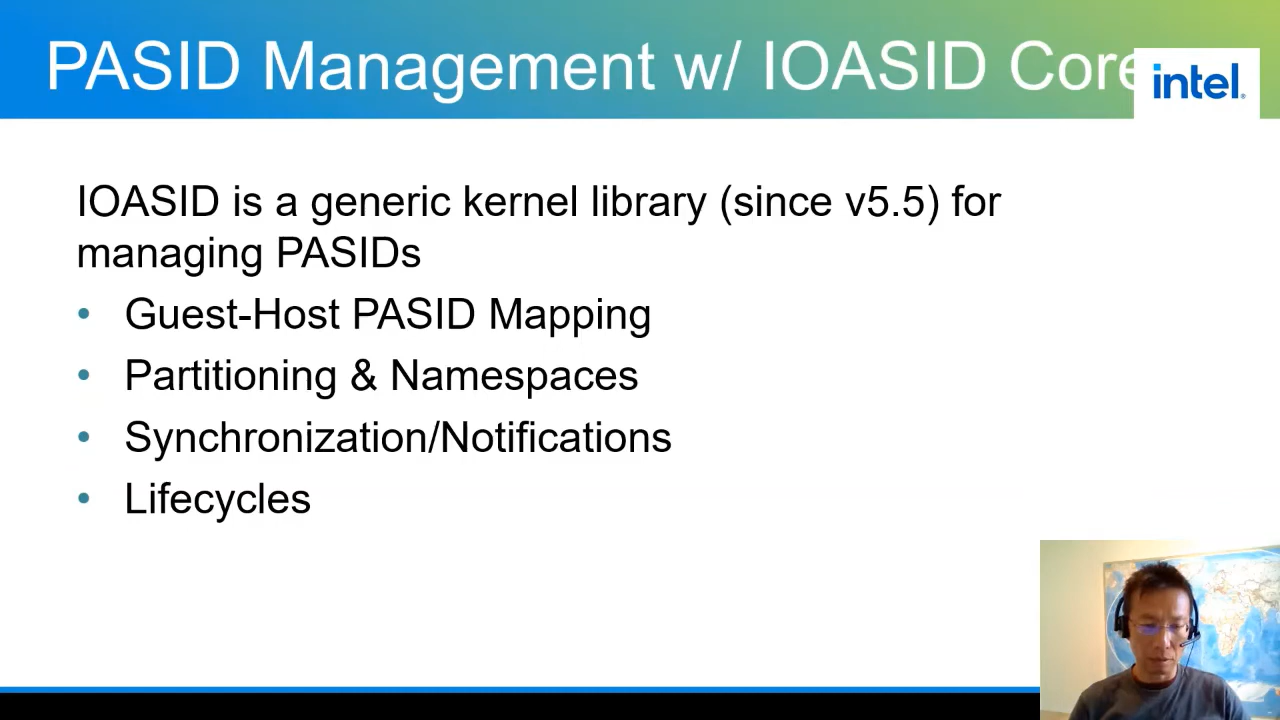 PASID Management w/ IOASID Core
intel.
IOASID is a generic kernel library (since v5.5) for
managing PASIDs
• Guest-Host PASID Mapping
• Partitioning & Namespaces
• Synchronization/Notifications
• Lifecycles